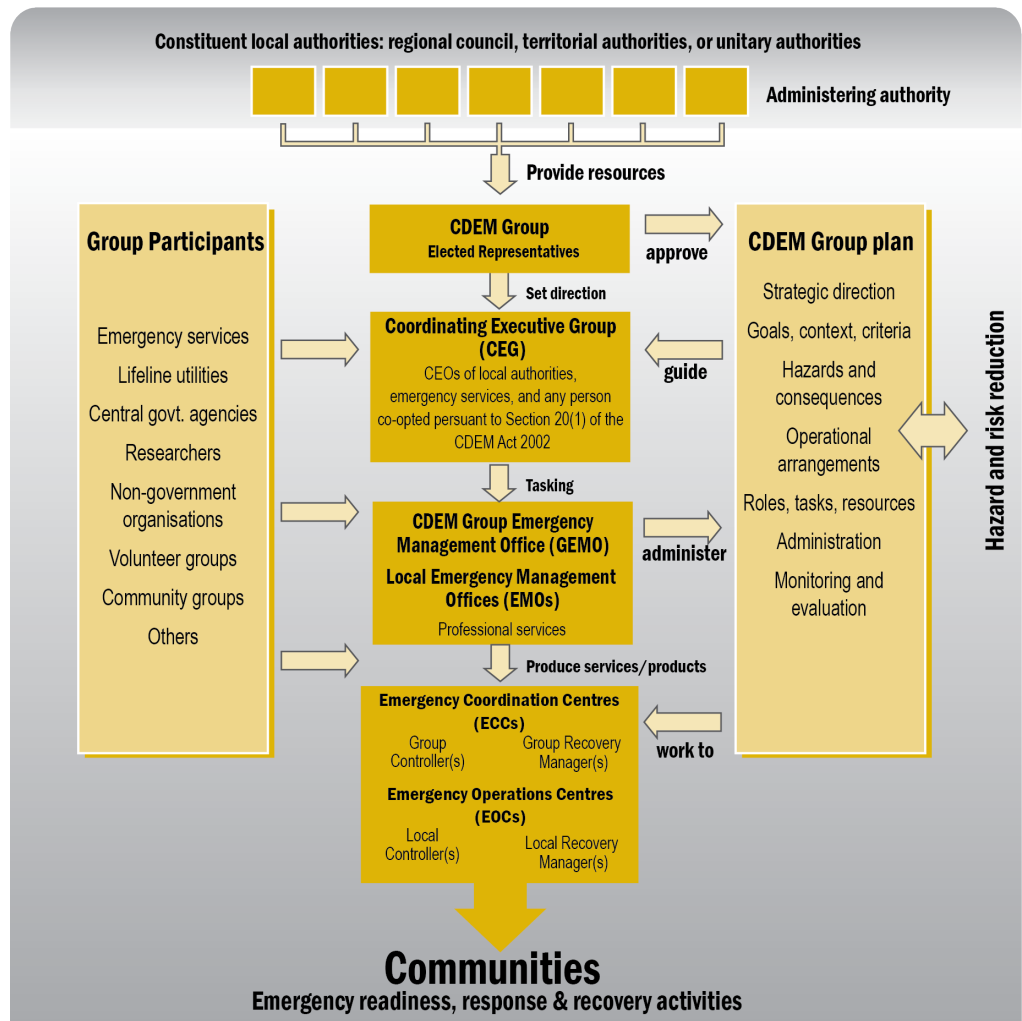 Constituent local authorities: regional council, territorial authorities, or unitary authorities
Administering authority
Provide resources
Group Participants
Emergency services
Lifeline utilities
Central govt. agencies
Researchers
Non-government
organisations
Volunteer groups
Community groups
Others
CDEM Group
Elected Representatives
Set direction
Coordinating Executive Group
(CEG)
CEOs of local authorities,
emergency services, and any person
co-opted pursuant to Section 20(1) of the
CDEM Act 2002
Tasking
CDEM Group Emergency
Management Office (GEMO)
Local Emergency Management
Offices (EMOs)
Professional services
Produce services/products
Emergency Coordination Centres
(ECCs)
Group
Controller(s)
Group Recovery
Manager(s)
Emergency Operations Centres
(EOCs)
Local
Controller(s)
Local Recovery
Manager(s)
approve
guide
administer
work to
CDEM Group plan
Strategic direction
Goals, context, criteria
Hazards and
consequences
Operational
arrangements
Roles, tasks, resources
Administration
Monitoring and
evaluation
Hazard and risk reduction
Communities
Emergency readiness, response & recovery activities